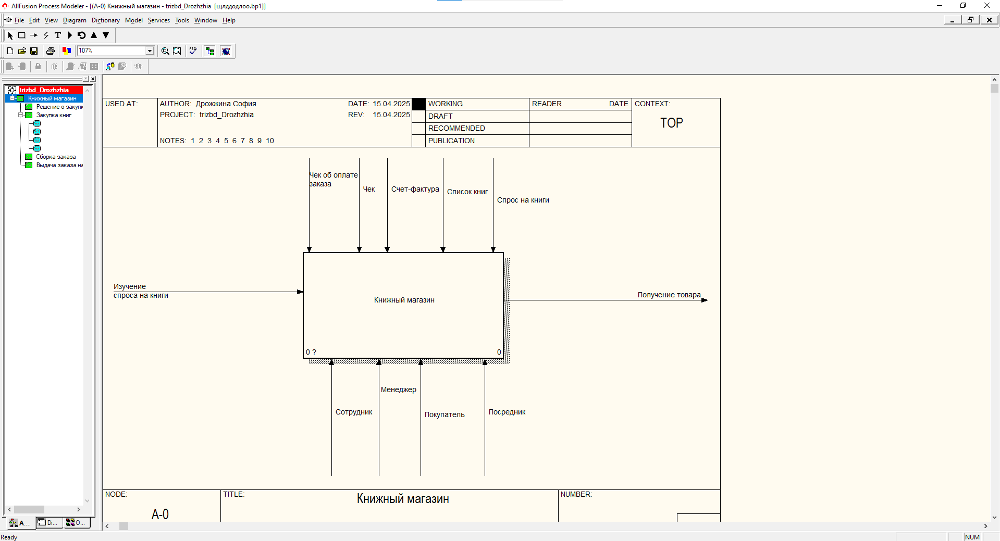 AllFusion Process Modeler - [(A-0) Книжный магазин - trizbd_Drozhzhia [щлддодлоо.bp1]]
File Edit View Diagram Dictionary Model Services Tools Window Help
107%
ABC
trizbd_Drozhzhia
Книжный магазин
Решение о закупк
Закупка книг
Сборка заказа
Выдача заказа на
A...
Di...
O...
USED AT:
AUTHOR: Дрожжина София
DATE: 15.04.2025
PROJECT: trizbd_Drozhzhia
REV: 15.04.2025
NOTES: 1 2 3 4 5 6 7 8 9 10
WORKING
DRAFT
RECOMMENDED
PUBLICATION
READER DATE
CONTEXT:
TOP
Чек об оплате
заказа
Чек
Счет-фактура
Список книг
Спрос на книги
Изучение
спроса на книги
Книжный магазин
Получение товара
0 ?
0
Менеджер
Сотрудник
Покупатель
Посредник
NODE:
A-0
TITLE:
Книжный магазин
NUMBER:
Ready
NUM